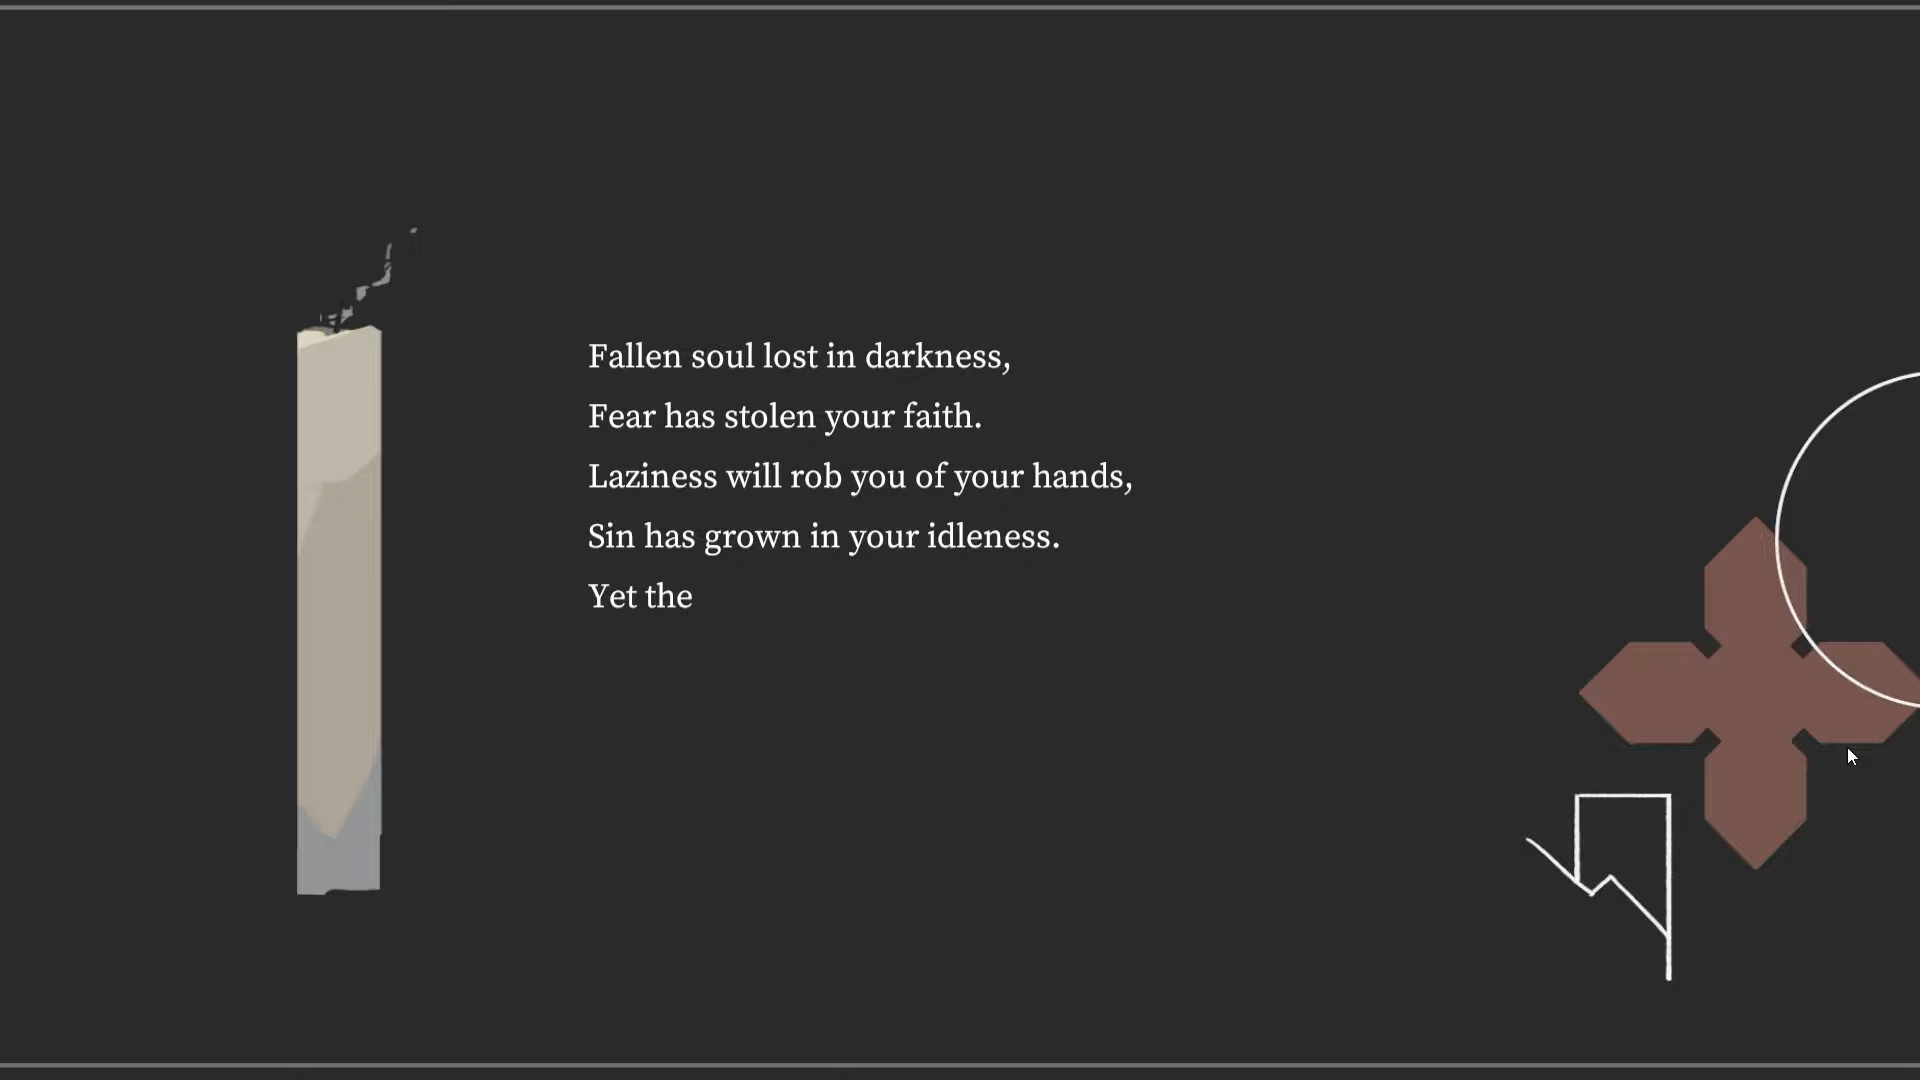 Fallen soul lost in darkness,
Fear has stolen your faith.
Laziness will rob you of your hands,
Sin has grown in your idleness.
Yet the